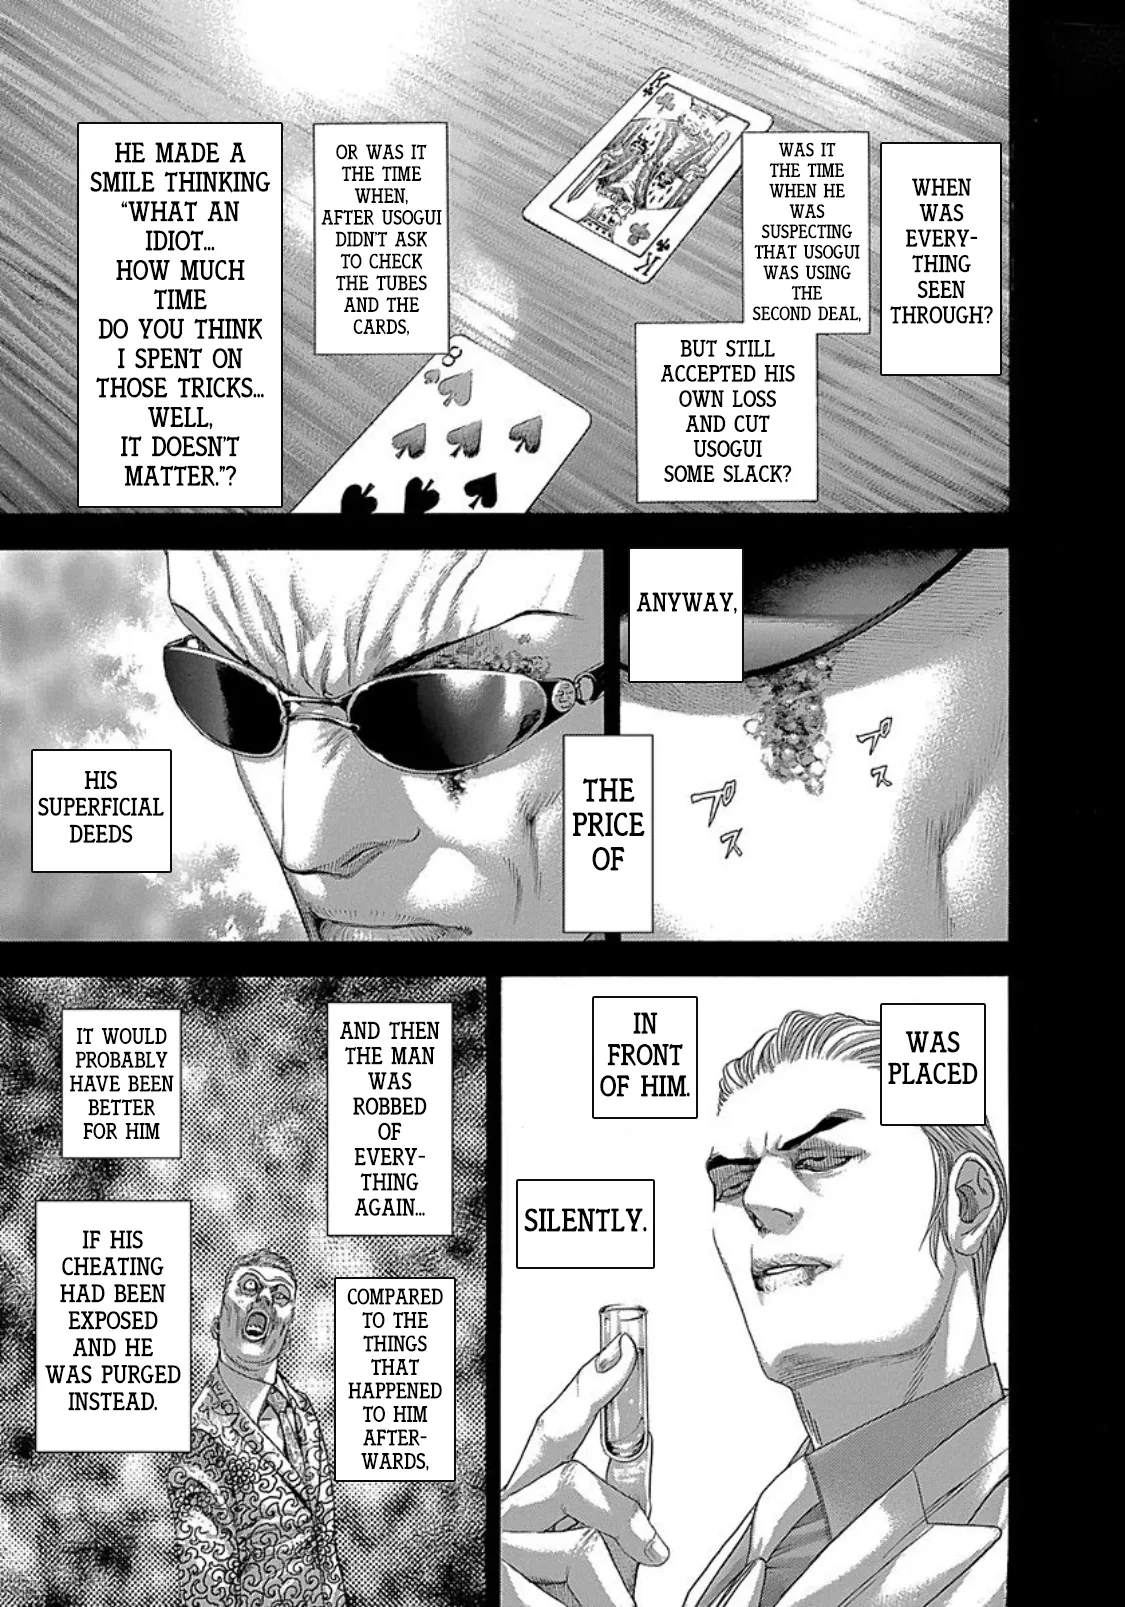 WHEN
WAS
EVERY-
THING
SEEN
THROUGH?
WAS IT
THE TIME
WHEN HE
WAS
SUSPECTING
THAT USOGUI
WAS USING
THE
SECOND DEAL,
BUT STILL
ACCEPTED HIS
OWN LOSS
AND CUT
USOGUI
SOME SLACK?
OR WAS IT
THE TIME
WHEN,
AFTER USOGUI
DIDN'T ASK
TO CHECK
THE TUBES
AND THE
CARDS,
HE MADE A
SMILE THINKING
“WHAT AN
IDIOT...
HOW MUCH
TIME
DO YOU THINK
I SPENT ON
THOSE TRICKS...
WELL,
IT DOESN'T
MATTER.”?
K
K
8
ANYWAY,
プス
プス
THE
PRICE
OF
HIS
SUPERFICIAL
DEEDS
WAS
PLACED
IN
FRONT
OF HIM.
SILENTLY.
AND THEN
THE MAN
WAS
ROBBED
OF
EVERY-
THING
AGAIN...
COMPARED
TO THE
THINGS
THAT
HAPPENED
TO HIM
AFTER-
WARDS,
IT WOULD
PROBABLY
HAVE BEEN
BETTER
FOR HIM
IF HIS
CHEATING
HAD BEEN
EXPOSED
AND HE
WAS PURGED
INSTEAD.